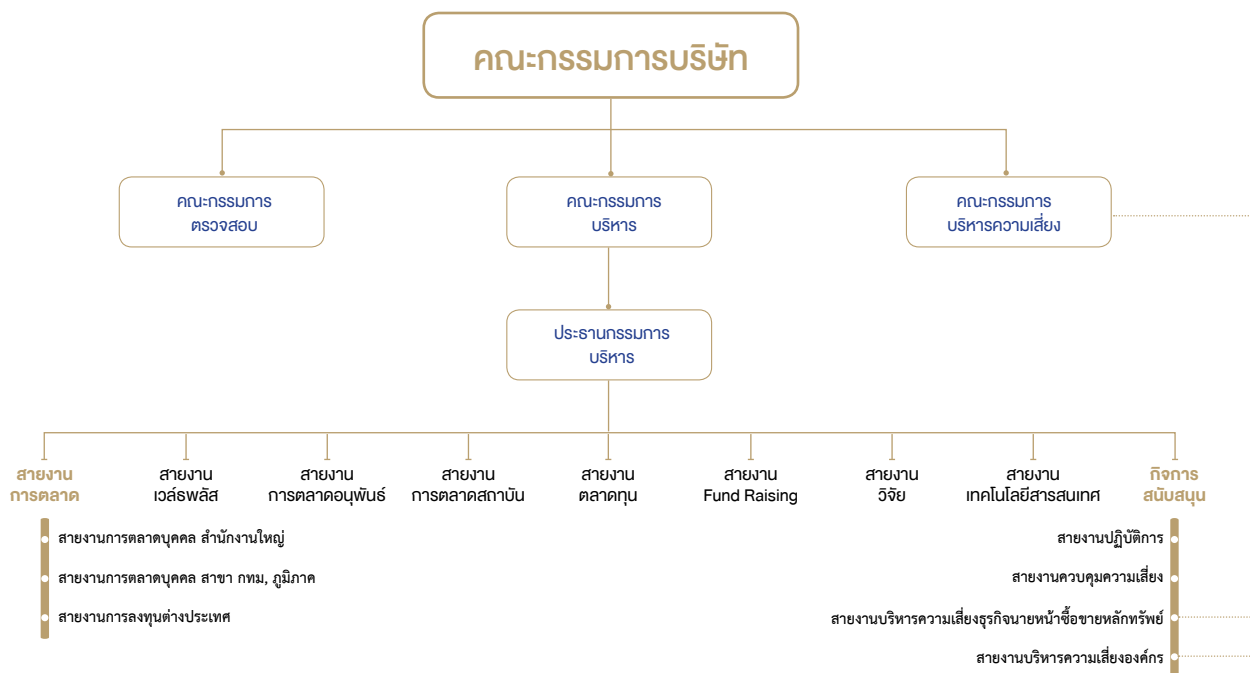 คณะกรรมการบริษัท
คณะกรรมการ
ตรวจสอบ
คณะกรรมการ
บริหาร
คณะกรรมการ
บริหารความเสี่ยง
ประธานกรรมการ
บริหาร
สายงาน
การตลาด
สายงาน
เวล์ธพลัส
สายงาน
การตลาดอนุพันธ์
สายงาน
การตลาดสถาบัน
สายงาน
ตลาดทุน
สายงาน
Fund Raising
สายงาน
วิจัย
สายงาน
เทคโนโลยีสารสนเทศ
กิจการ
สนับสนุน
สายงานการตลาดบุคคล สำนักงานใหญ่
สายงานการตลาดบุคคล สาขา กทม, ภูมิภาค
สายงานการลงทุนต่างประเทศ
สายงานปฏิบัติการ
สายงานควบคุมความเสี่ยง
สายงานบริหารความเสี่ยงธุรกิจนายหน้าซื้อขายหลักทรัพย์
สายงานบริหารความเสี่ยงองค์กร